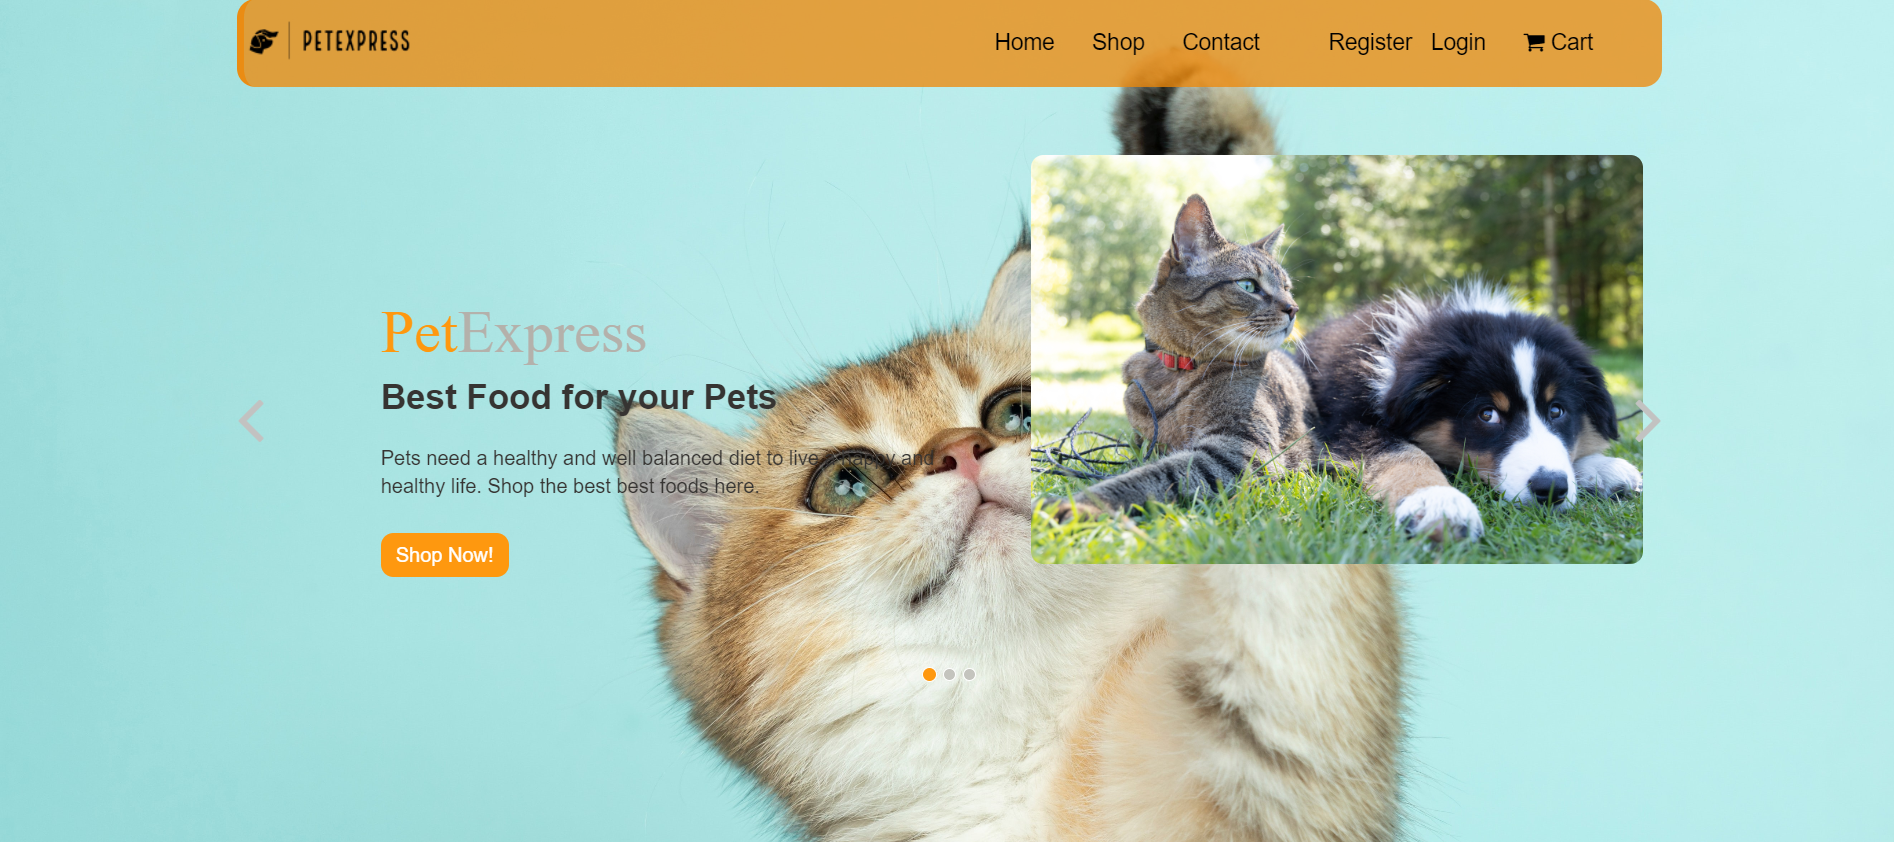 PETEXPRESS
Home Shop Contact Register Login Cart
PetExpress
Best Food for your Pets
Pets need a healthy and well balanced diet to live a happy and
healthy life. Shop the best best foods here.
Shop Now!